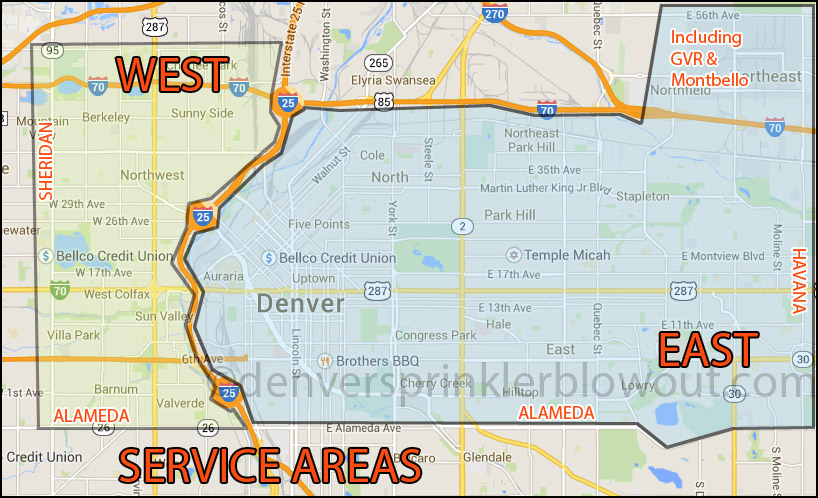 E 56th Ave
Including
GVR &
Montbello
Northeast
Northfield
287
Interstate 25
Washington St
270
Quebec St
265
Elyria Swansea
95
WEST
70
70
25
85
70
70
Mountain
View
Berkeley
Sunny Side
SHERIDAN
Northwest
Walnut St
Cole
North
Steele St
Northeast
Park Hill
E 35th Ave
Martin Luther King Jr Blvd
Stapleton
W 29th Ave
W 26th Ave
25
York St
Five Points
Park Hill
2
Moline St
Bellco Credit Union
W 17th Ave
Auraria
Bellco Credit Union
Uptown
Temple Micah
E 17th Ave
E Montview Blvd
HAVANA
70
West Colfax
Denver
287
287
Sun Valley
Villa Park
Lincoln St
E 13th Ave
Hale
Congress Park
Quebec St
E 11th Ave
EAST
East
6th Ave
Brothers BBQ
30
W 1st Ave
Barnum
Valverde
25
©denversprinklerblowout.com
Cherry Creek
Hilltop
Lowry
30
ALAMEDA
ALAMEDA
26
26
E Alameda Ave
26
Credit Union
SERVICE AREAS
Glendale